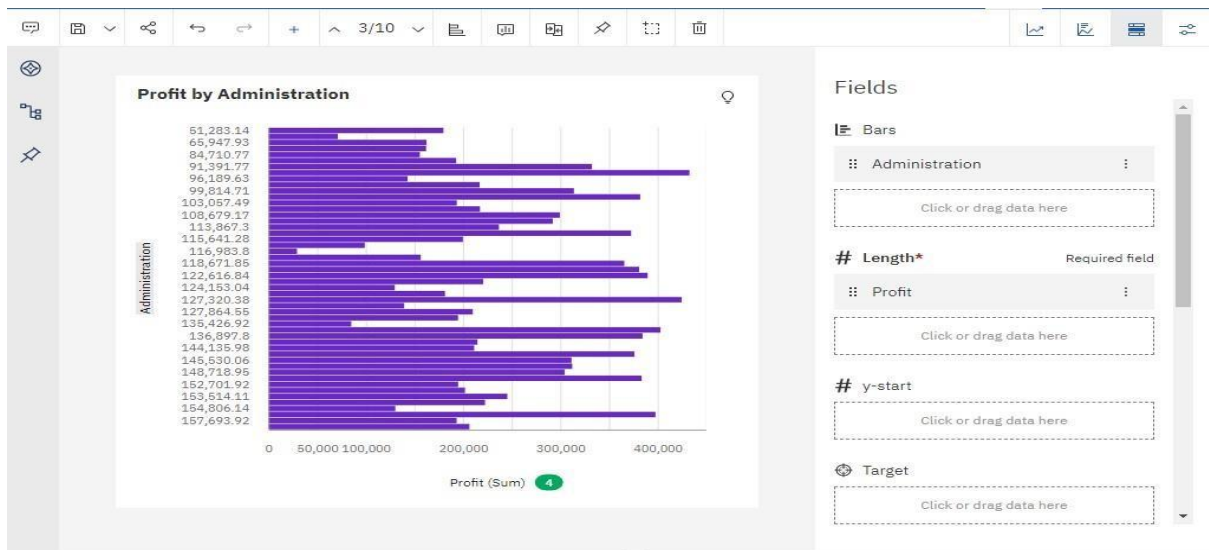 3/10
Profit by Administration
51,283.14
65,947.93
84,710.77
91,391.77
96,189.63
99,814.71
103,057.49
108,679.17
113,867.3
115,641.28
116,983.8
118,671.85
122,616.84
124,153.04
127,320.38
127,864.55
135,426.92
136,897.8
144,135.98
145,530.06
148,718.95
152,701.92
153,514.11
154,806.14
157,693.92
Administration
0 50,000 100,000 200,000 300,000 400,000
Profit (Sum) 4
Fields
Bars
Administration
Click or drag data here
# Length* Required field
Profit
Click or drag data here
# y-start
Click or drag data here
Target
Click or drag data here